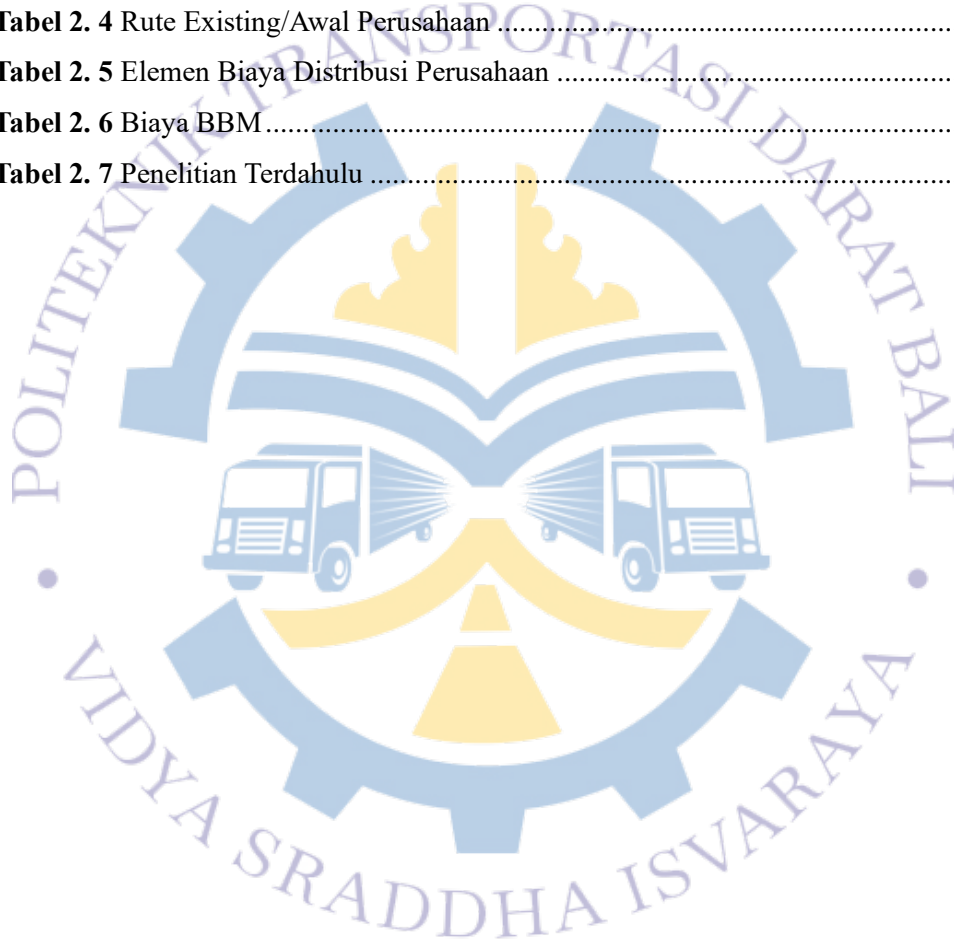 Tabel 2. 4 Rute Existing/Awal Perusahaan ..........................................................
Tabel 2. 5 Elemen Biaya Distribusi Perusahaan ..................................................
Tabel 2. 6 Biaya BBM.........................................................................................
Tabel 2. 7 Penelitian Terdahulu ..........................................................................
POLITEKNIK TRANSPORTASI DARAT BALI
• VIDYA SRADDHA ISVARAYA •